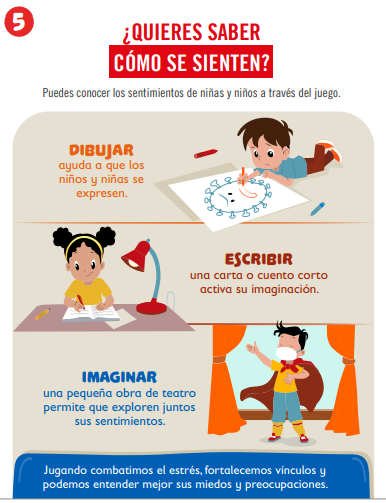 5
¿QUIERES SABER
CÓMO SE SIENTEN?
Puedes conocer los sentimientos de niñas y niños a través del juego.
DIBUJAR
ayuda a que los
niños y niñas se
expresen.
ESCRIBIR
una carta o cuento corto
activa su imaginación.
IMAGINAR
una pequeña obra de teatro
permite que exploren juntos
sus sentimientos.
Jugando combatimos el estrés, fortalecemos vínculos y
podemos entender mejor sus miedos y preocupaciones.